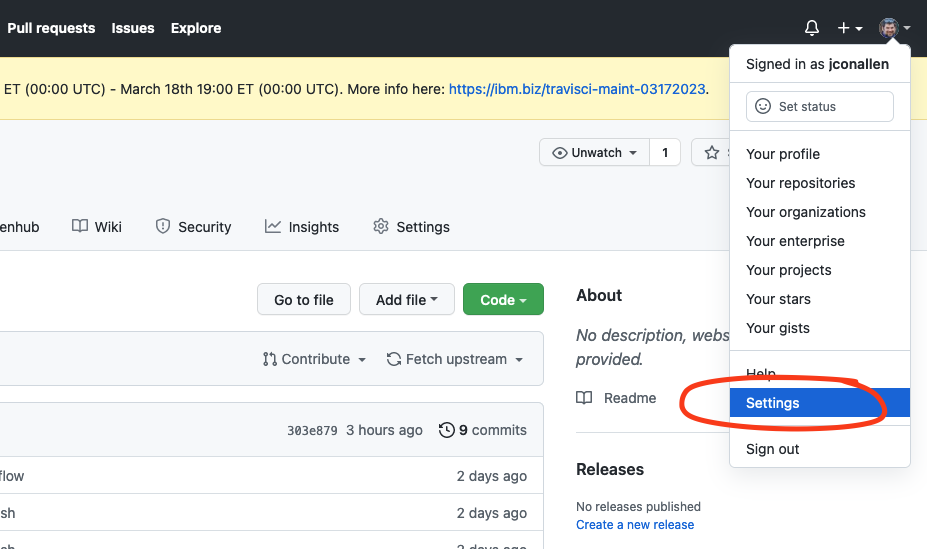 Pull requests Issues Explore
ET (00:00 UTC) - March 18th 19:00 ET (00:00 UTC). More info here: https://ibm.biz/travisci-maint-03172023.
Signed in as jconallen
Set status
Unwatch 1
Your profile
Your repositories
Your organizations
Your enterprise
Your projects
Your stars
Your gists
Help
Settings
Sign out
enhub Wiki Security Insights Settings
Go to file Add file Code
Contribute Fetch upstream
303e879 3 hours ago 9 commits
flow 2 days ago
sh 2 days ago
sh 2 days ago
About
No description, webs
provided.
Readme
Releases
No releases published
Create a new release